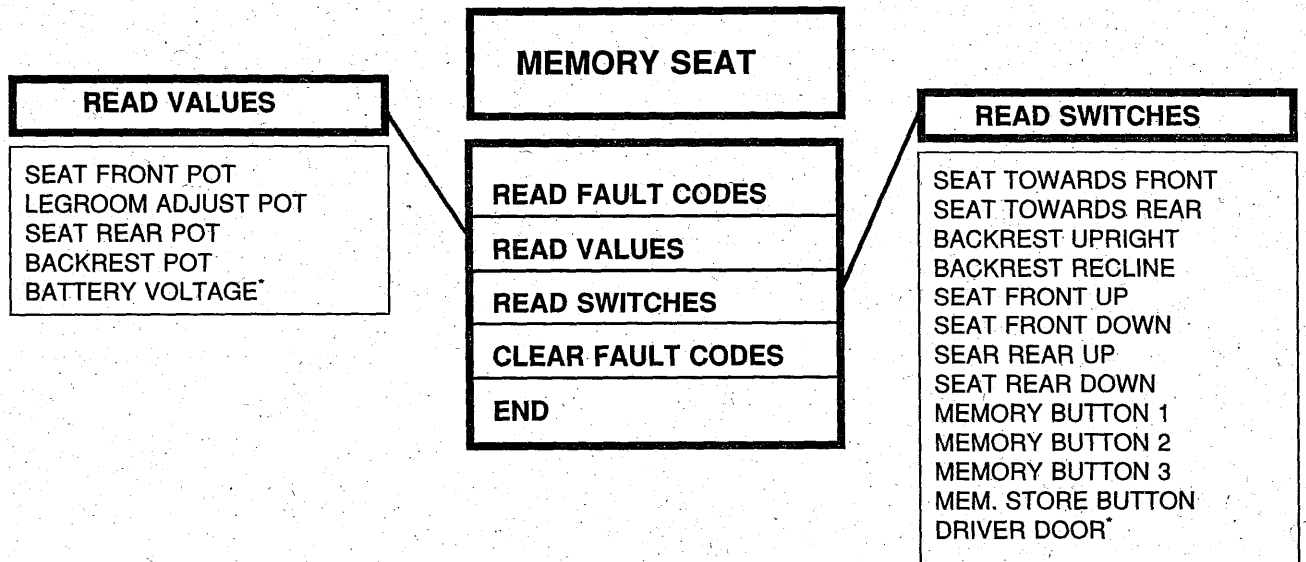 MEMORY SEAT
READ VALUES
SEAT FRONT POT
LEGROOM ADJUST POT
SEAT REAR POT
BACKREST POT
BATTERY VOLTAGE*
READ FAULT CODES
READ VALUES
READ SWITCHES
CLEAR FAULT CODES
END
READ SWITCHES
SEAT TOWARDS FRONT
SEAT TOWARDS REAR
BACKREST UPRIGHT
BACKREST RECLINE
SEAT FRONT UP
SEAT FRONT DOWN
SEAR REAR UP
SEAT REAR DOWN
MEMORY BUTTON 1
MEMORY BUTTON 2
MEMORY BUTTON 3
MEM. STORE BUTTON
DRIVER DOOR*